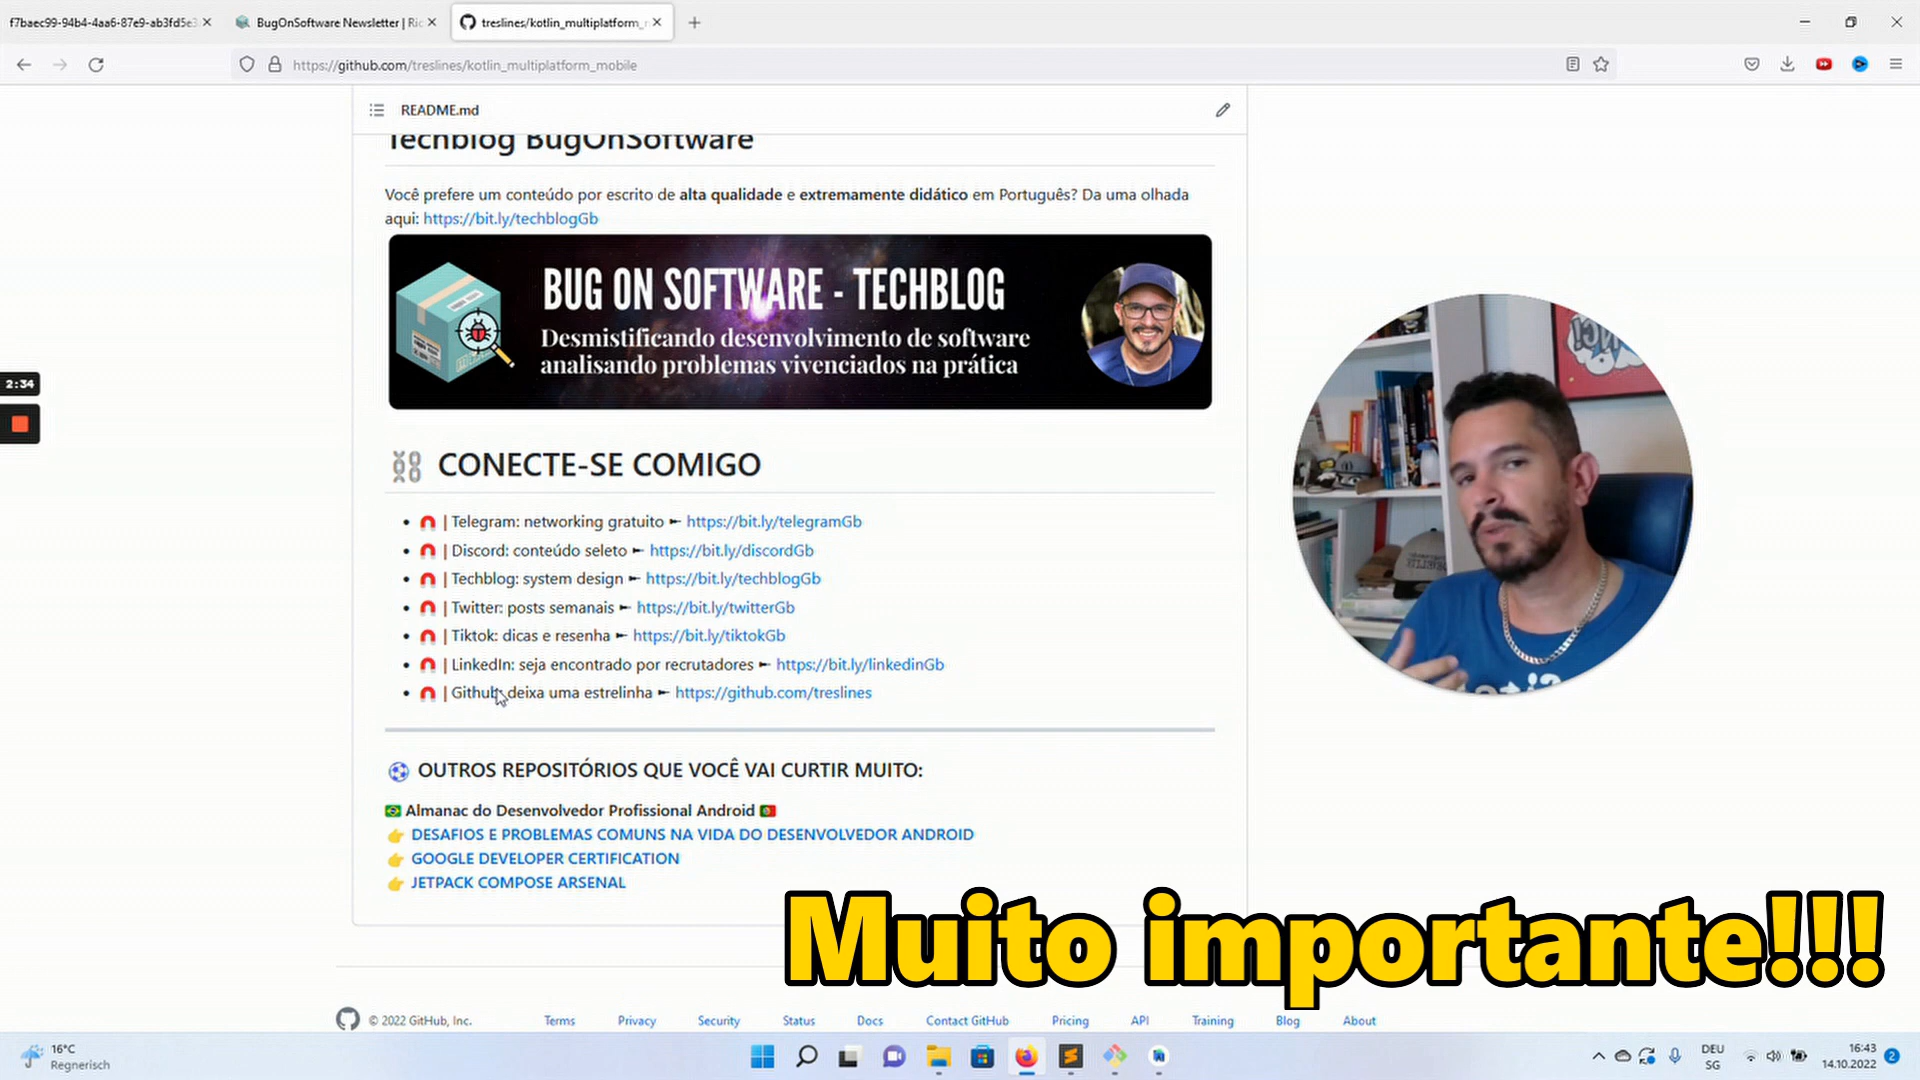 f7baec99-94b4-4aa6-87e9-ab3fd5e3
BugOnSoftware Newsletter | Ric
treslines/kotlin_multiplatform_
https://github.com/treslines/kotlin_multiplatform_mobile
README.md
Techblog BugOnSoftware
Você prefere um conteúdo por escrito de alta qualidade e extremamente didático em Português? Da uma olhada
aqui: https://bit.ly/techblogGb
BUG ON SOFTWARE - TECHBLOG
Desmistificando desenvolvimento de software
analisando problemas vivenciados na prática
2:34
CONECTE-SE COMIGO
| Telegram: networking gratuito ► https://bit.ly/telegramGb
| Discord: conteúdo seleto ► https://bit.ly/discordGb
| Techblog: system design ► https://bit.ly/techblogGb
| Twitter: posts semanais ► https://bit.ly/twitterGb
| Tiktok: dicas e resenha ► https://bit.ly/tiktokGb
| LinkedIn: seja encontrado por recrutadores ► https://bit.ly/linkedinGb
| Github: deixa uma estrelinha ► https://github.com/treslines
OUTROS REPOSITÓRIOS QUE VOCÊ VAI CURTIR MUITO:
Almanac do Desenvolvedor Profissional Android
DESAFIOS E PROBLEMAS COMUNS NA VIDA DO DESENVOLVEDOR ANDROID
GOOGLE DEVELOPER CERTIFICATION
JETPACK COMPOSE ARSENAL
Muito importante!!!
© 2022 GitHub, Inc. Terms Privacy Security Status Docs Contact GitHub Pricing API Training Blog About
16°C
Regnerisch
DEU
SG
16:43
14.10.2022
2